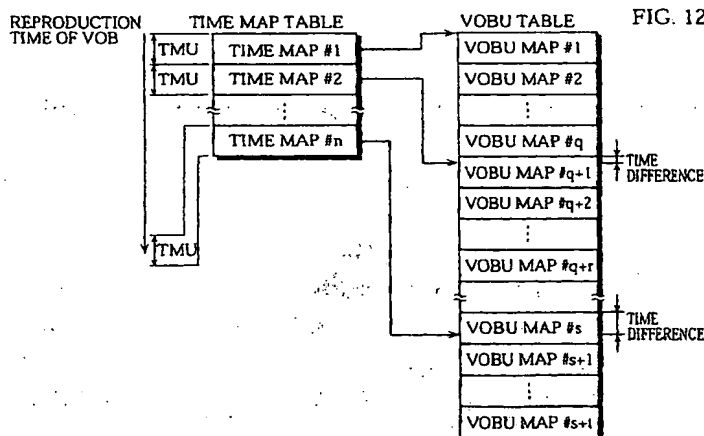 FIG. 12
REPRODUCTION
TIME OF VOB
TIME MAP TABLE
VOBU TABLE
TMU
TIME MAP #1
VOBU MAP #1
TMU
TIME MAP #2
VOBU MAP #2
TIME MAP #n
VOBU MAP #q
TIME
DIFFERENCE
VOBU MAP #q+1
VOBU MAP #q+2
TMU
VOBU MAP #q+r
TIME
DIFFERENCE
VOBU MAP #s
VOBU MAP #s+1
VOBU MAP #s+t